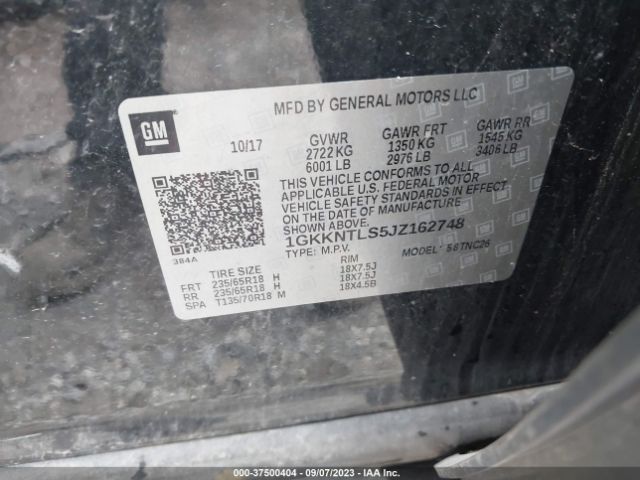 MFD BY GENERAL MOTORS LLC
GM
10/17 GVWR GAWR FRT GAWR RR
2722 KG 1350 KG 1545 KG
6001 LB 2976 LB 3406 LB
THIS VEHICLE CONFORMS TO ALL
APPLICABLE U.S. FEDERAL MOTOR
VEHICLE SAFETY STANDARDS IN EFFECT
ON THE DATE OF MANUFACTURE
SHOWN ABOVE.
1GKKNTLS5JZ162748
384A
TYPE: M.P.V. MODEL:
TIRE SIZE RIM
FRT 235/65R18 H 18X7.5J
RR 235/65R18 H 18X7.5J
SPA T135/70R18 M 18X4.5B
000-37500404 - 09/07/2023 - IAA Inc.